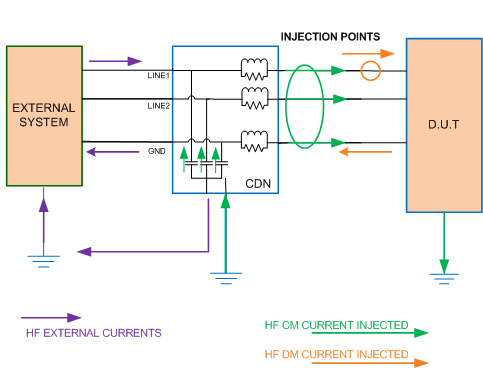 INJECTION POINTS
LINE1
EXTERNAL
SYSTEM
LINE2
D.U.T
GND
CDN
HF EXTERNAL CURRENTS
HF CM CURRENT INJECTED
HF DM CURRENT INJECTED